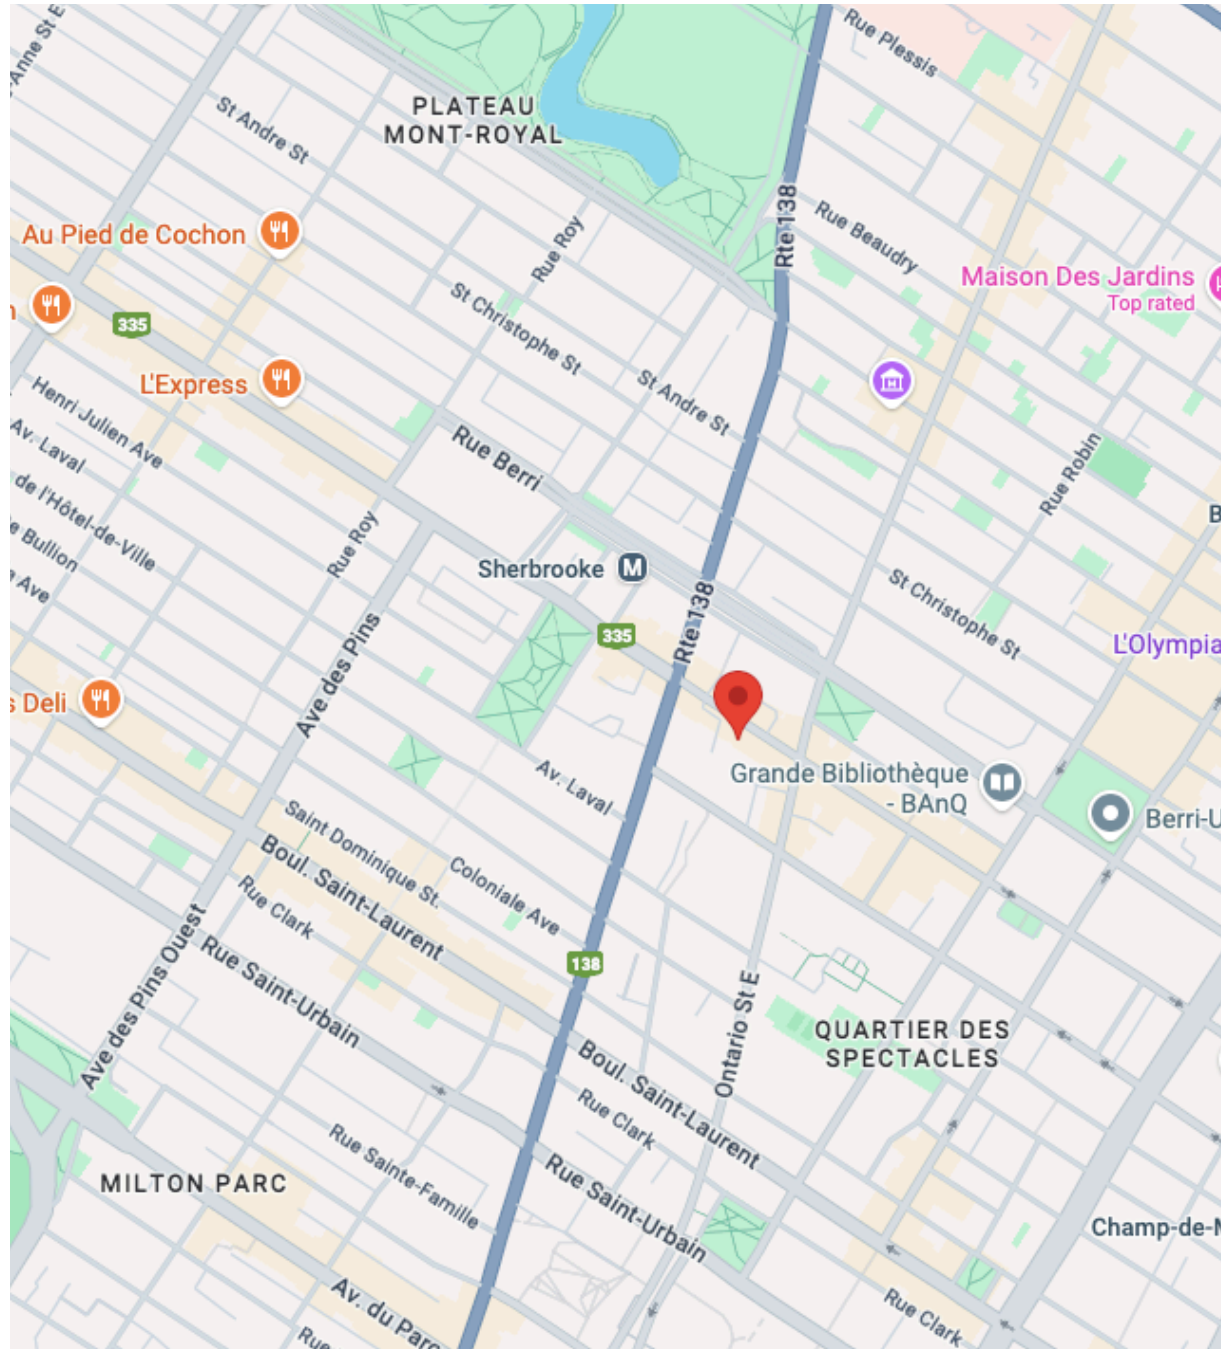 Anne St E
Rue Plessis
PLATEAU
MONT-ROYAL
St Andre St
Rte 138
Rue Beaudry
Au Pied de Cochon
Rue Roy
Maison Des Jardins
Top rated
St Christophe St
335
L'Express
Henri Julien Ave
St Andre St
Av. Laval
Rue Berri
Rue Robin
de l'Hôtel-de-Ville
Bullion
Rue Roy
Sherbrooke M
Ave
St Christophe St
Rte 138
335
Ave des Pins
L'Olympia
s Deli
Av. Laval
Grande Bibliothèque
- BAnQ
Berri-U
Saint Dominique St.
Boul. Saint-Laurent
Coloniale Ave
Rue Clark
Rue Saint-Urbain
138
Ave des Pins Ouest
Ontario St E
QUARTIER DES
SPECTACLES
Boul. Saint-Laurent
Rue Clark
Rue Sainte-Famille
MILTON PARC
Rue Saint-Urbain
Champ-de-M
Av. du Parc
Rue Clark
Rue